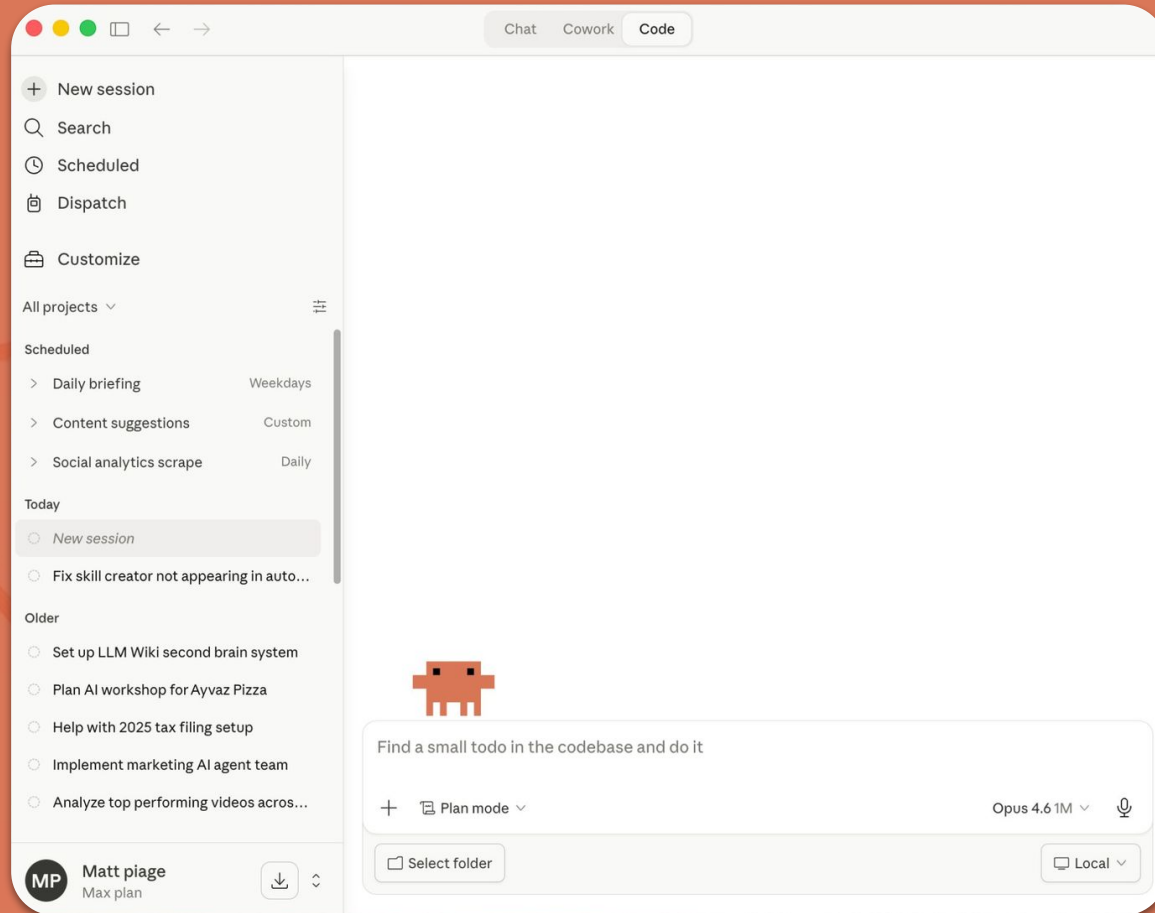 Chat Cowork Code
New session
Search
Scheduled
Dispatch
Customize
All projects
Scheduled
Daily briefing Weekdays
Content suggestions Custom
Social analytics scrape Daily
Today
New session
Fix skill creator not appearing in auto...
Older
Set up LLM Wiki second brain system
Plan AI workshop for Ayvaz Pizza
Help with 2025 tax filing setup
Implement marketing AI agent team
Analyze top performing videos acros...
MP
Matt piage
Max plan
Find a small todo in the codebase and do it
Plan mode Opus 4.6 1M
Select folder Local